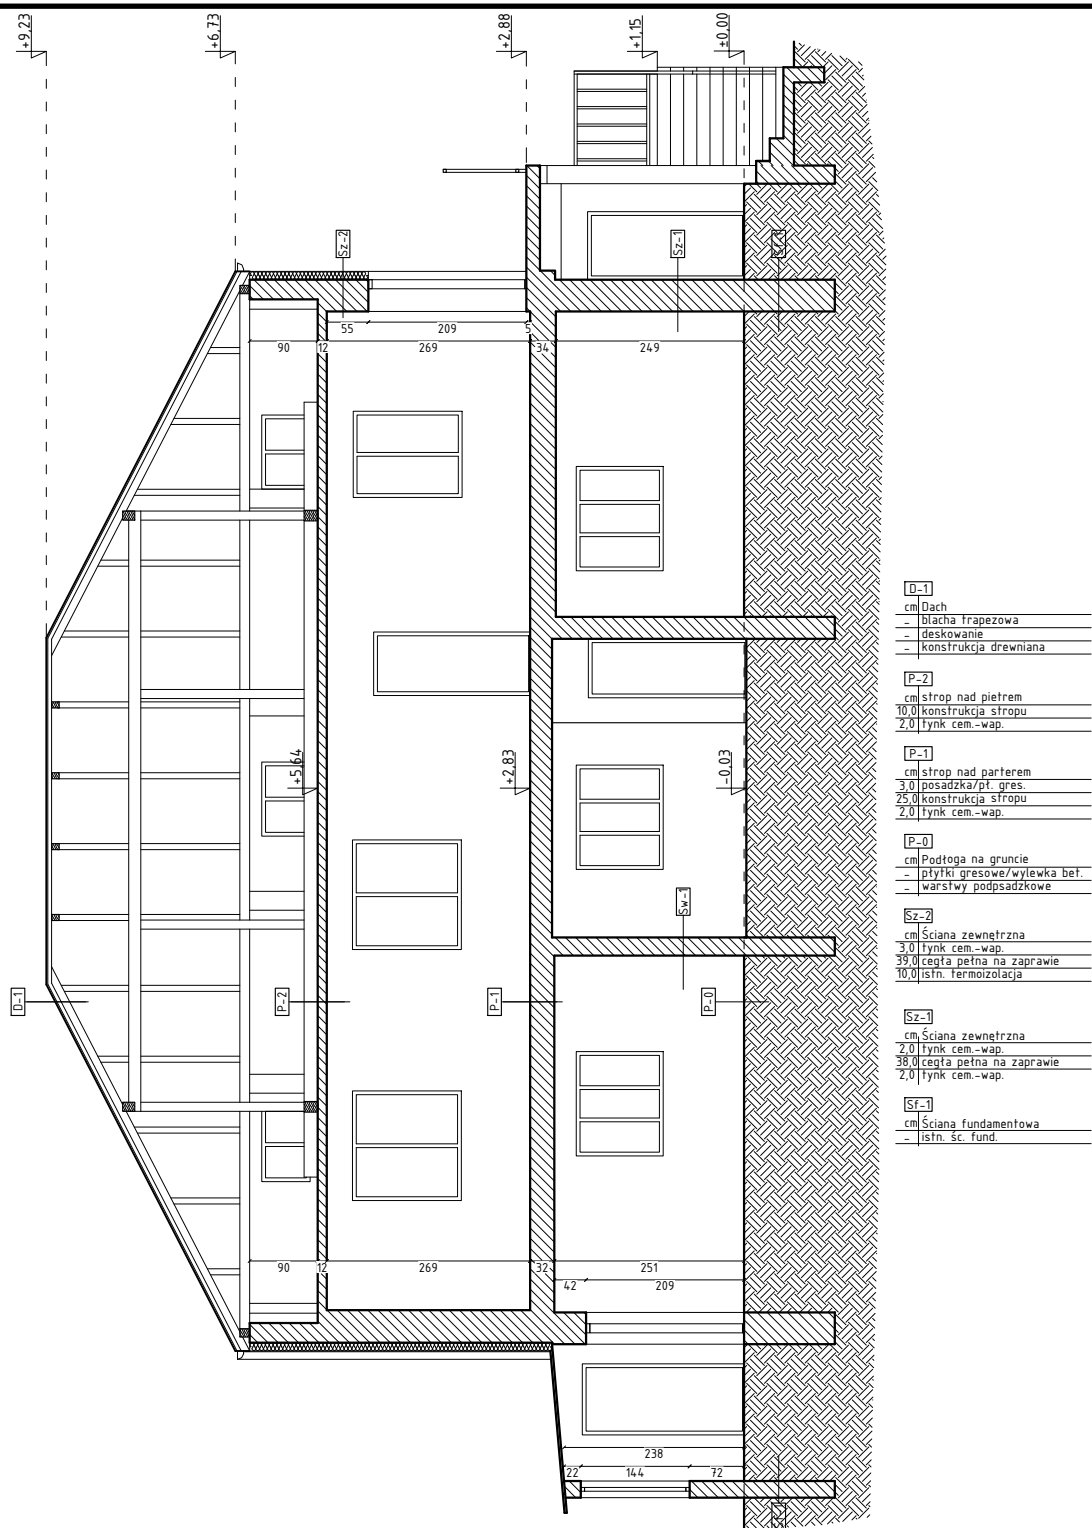 +9,23
+6,73
+2,88
+1,15
±0,00
Sz-2
Sz-1
Sf-1
55
209
5
90
12
269
34
249
+5,64
+2,83
-0,03
Sw-1
D-1
P-2
P-1
P-0
90
12
269
32
251
42
209
238
22
144
72
D-1
cm Dach
- blacha trapezowa
- deskowanie
- konstrukcja drewniana
P-2
cm strop nad pietrem
10,0 konstrukcja stropu
2,0 tynk cem.-wap.
P-1
cm strop nad parterem
3,0 posadzka/pł. gres.
25,0 konstrukcja stropu
2,0 tynk cem.-wap.
P-0
cm Podłoga na gruncie
- płytki gresowe/wylewka bet.
- warstwy podpsadzkowe
Sz-2
cm Ściana zewnętrzna
3,0 tynk cem.-wap.
39,0 cegła pełna na zaprawie
10,0 istn. termoizolacja
Sz-1
cm Ściana zewnętrzna
2,0 tynk cem.-wap.
38,0 cegła pełna na zaprawie
2,0 tynk cem.-wap.
Sf-1
cm Ściana fundamentowa
- istn. śc. fund.